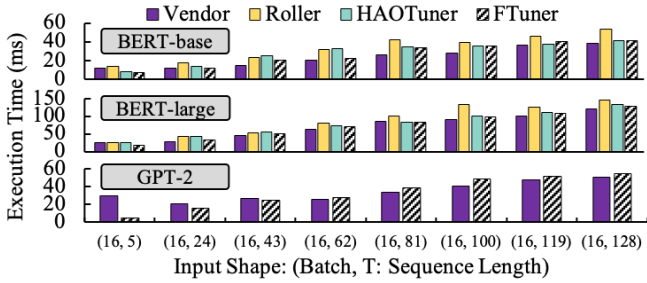 Vendor Roller HAOTuner FTuner
Execution Time (ms)
60
40
20
0
BERT-base
150
100
50
0
BERT-large
60
40
20
0
GPT-2
(16, 5) (16, 24) (16, 43) (16, 62) (16, 81) (16, 100) (16, 119) (16, 128)
Input Shape: (Batch, T: Sequence Length)